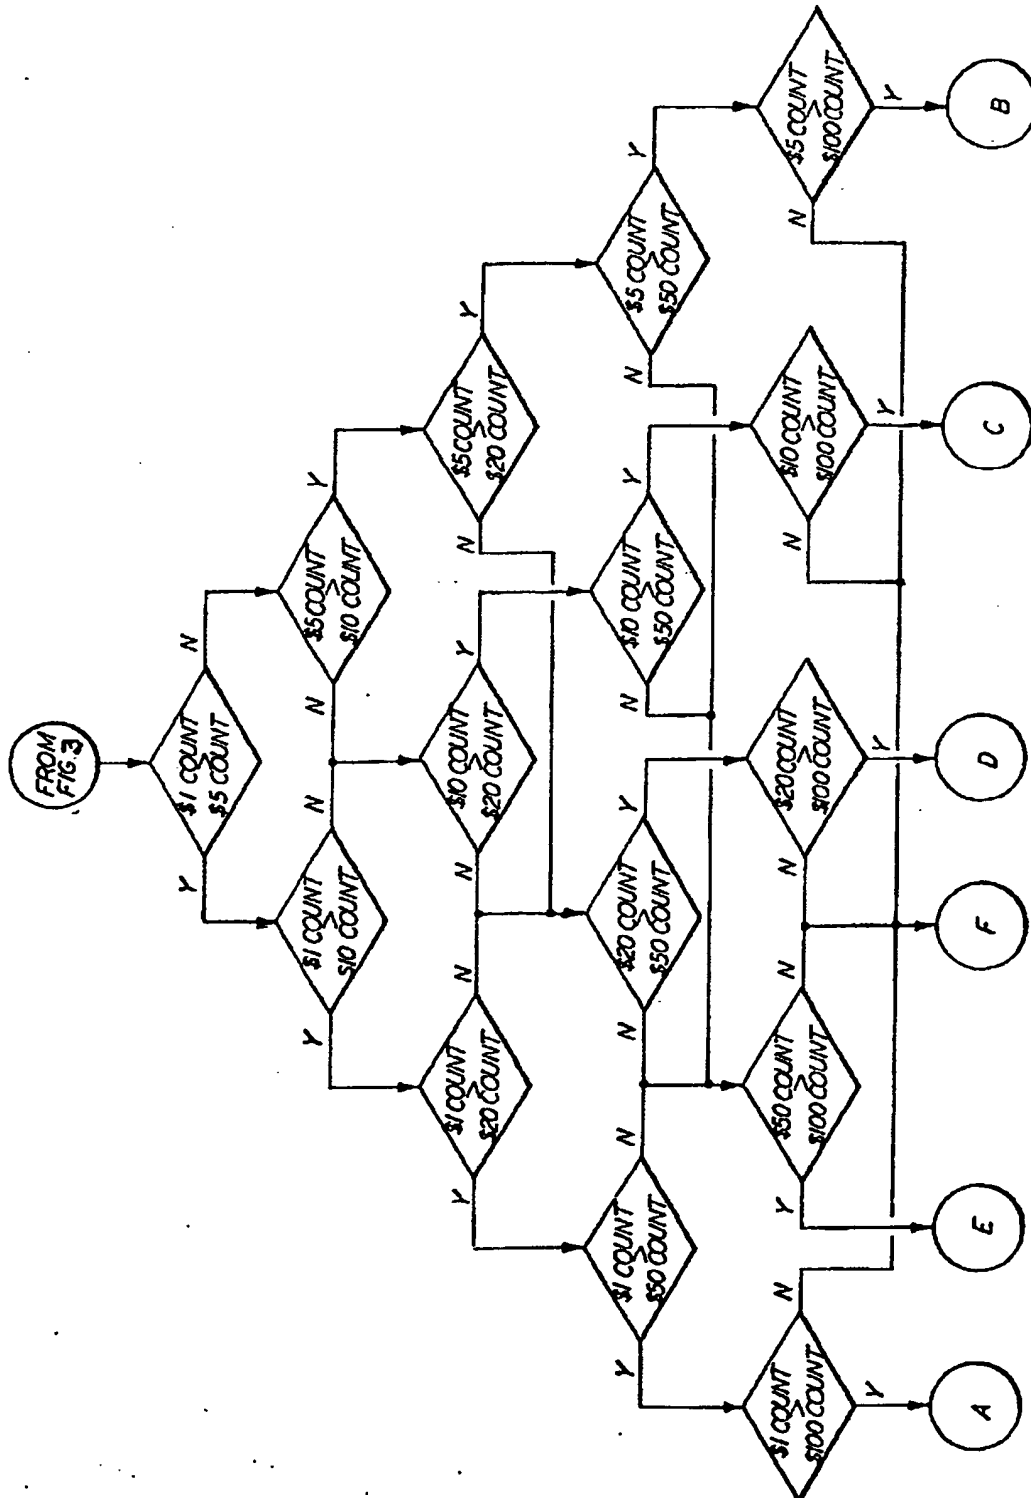 FROM
FIG.3
$1 COUNT
>
$5 COUNT
Y
N
$1 COUNT
>
$10 COUNT
Y
N
$5 COUNT
>
$10 COUNT
N
Y
$1 COUNT
>
$20 COUNT
Y
N
$10 COUNT
>
$20 COUNT
N
Y
$5 COUNT
>
$20 COUNT
N
Y
$1 COUNT
>
$50 COUNT
Y
N
$20 COUNT
>
$50 COUNT
N
Y
$10 COUNT
>
$50 COUNT
N
Y
$5 COUNT
>
$50 COUNT
N
Y
$1 COUNT
>
$100 COUNT
N
Y
$50 COUNT
>
$100 COUNT
Y
N
$20 COUNT
>
$100 COUNT
N
Y
$10 COUNT
>
$100 COUNT
N
Y
$5 COUNT
>
$100 COUNT
N
Y
A
E
F
D
C
B